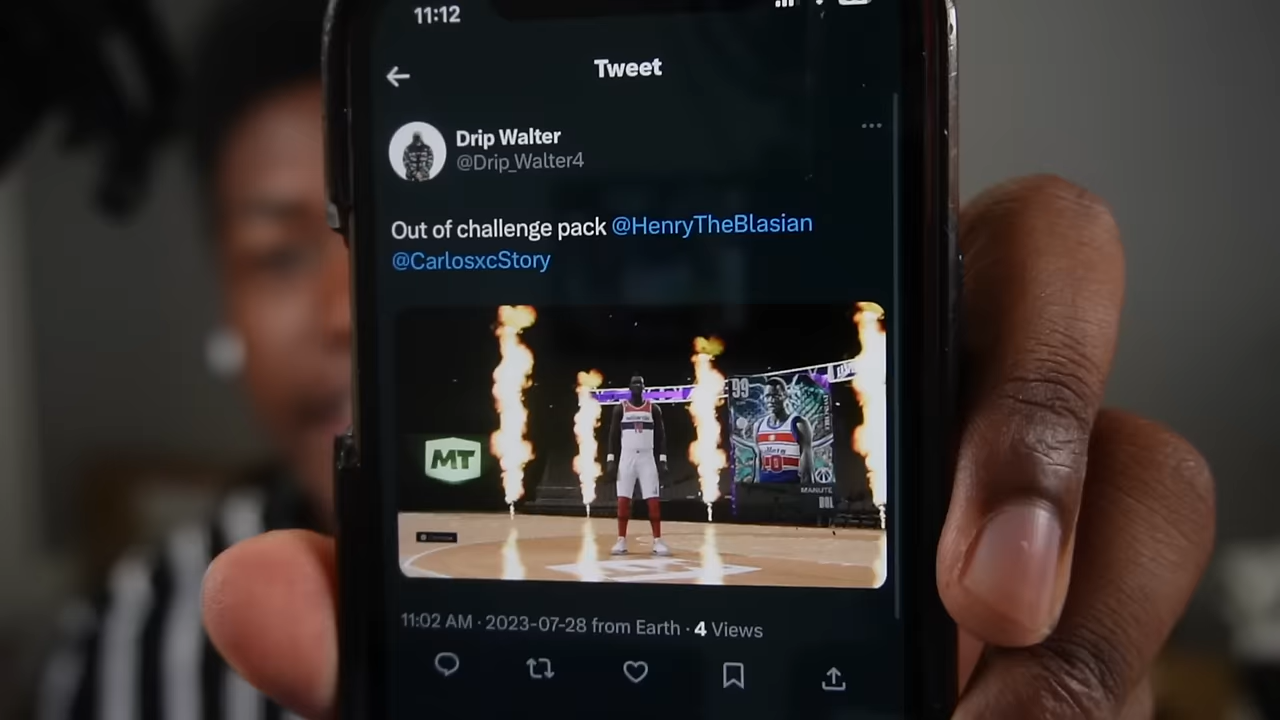 11:12
Tweet
Drip Walter
@Drip_Walter4
Out of challenge pack @HenryTheBlasian
@CarlosxcStory
99
MT
10
MANUTE
BOL
11:02 AM · 2023-07-28 from Earth · 4 Views